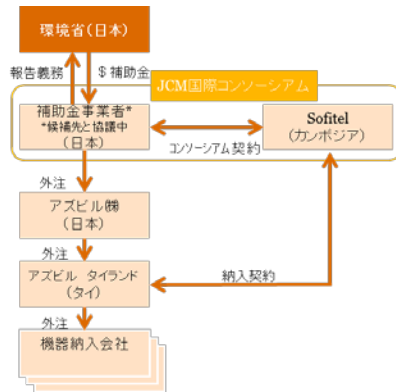 環境省(日本)
報告義務
$ 補助金
JCM国際コンソーシアム
補助金事業者*
*候補先と協議中
(日本)
Sofitel
(カンボジア)
コンソーシアム契約
外注
アズビル㈱
(日本)
外注
アズビル タイランド
(タイ)
納入契約
外注
機器納入会社